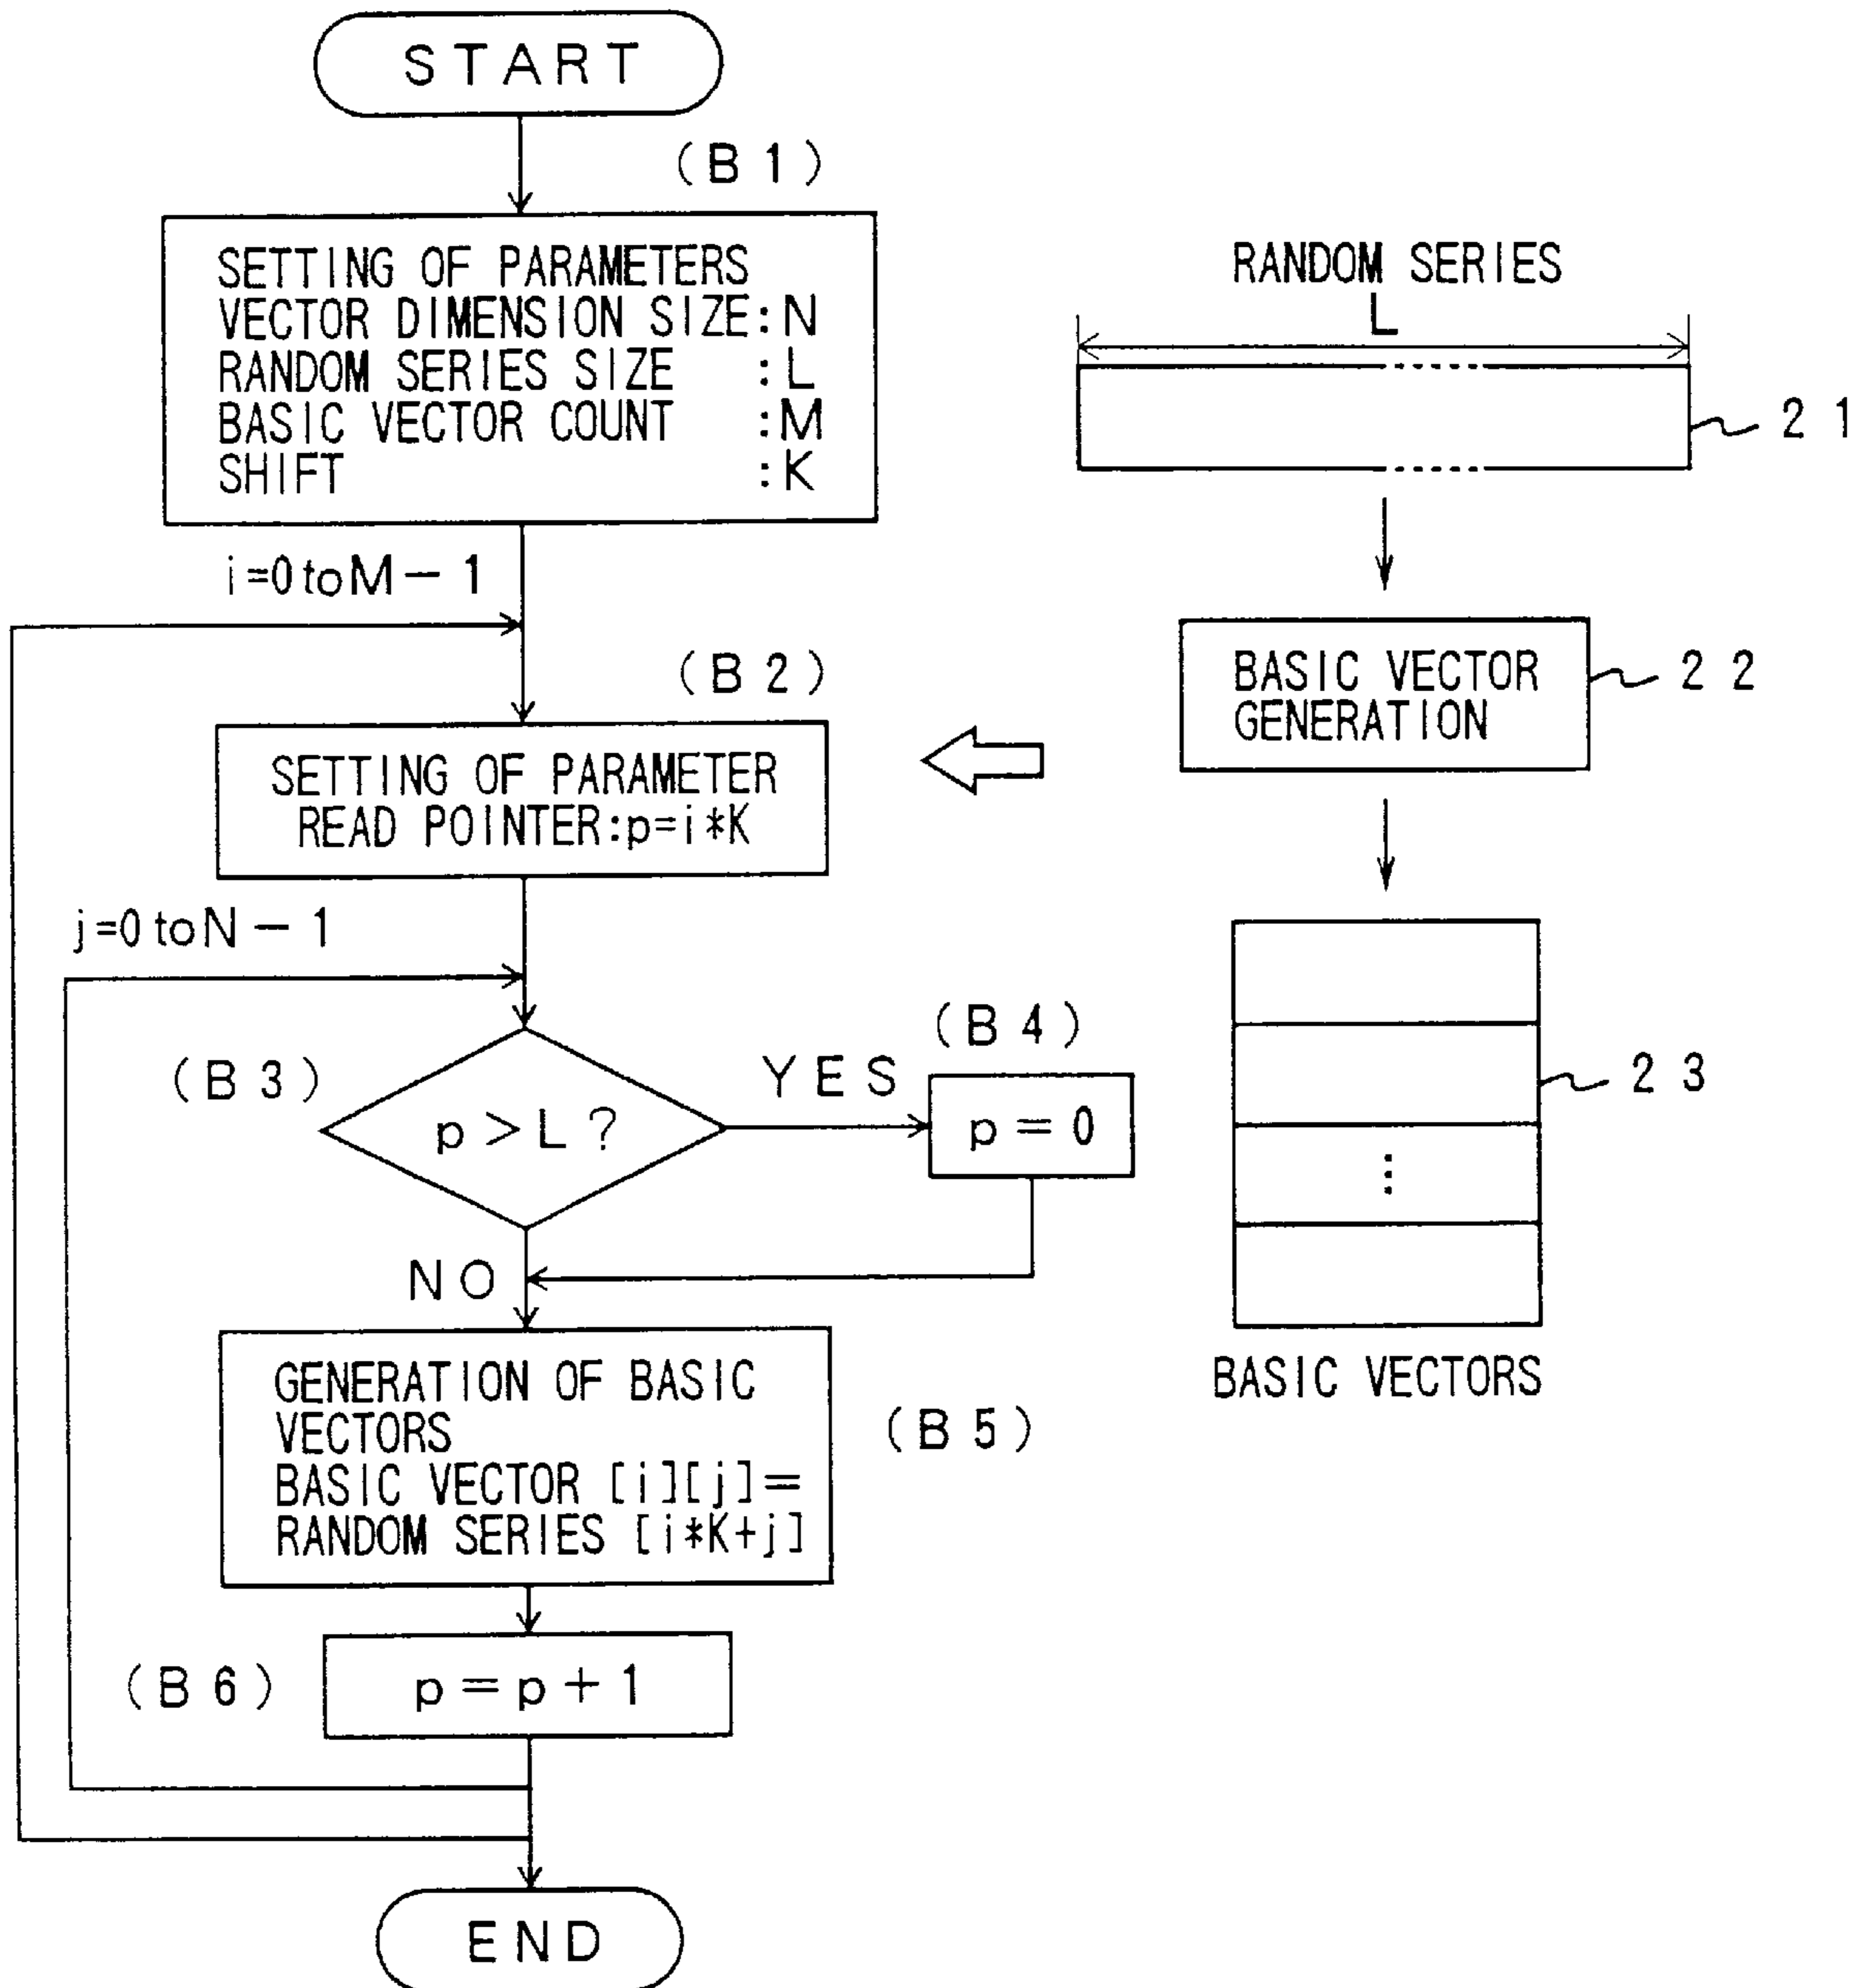 START
(B1)
SETTING OF PARAMETERS
VECTOR DIMENSION SIZE:N
RANDOM SERIES SIZE :L
BASIC VECTOR COUNT :M
SHIFT :K
i=0 to M-1
(B2)
SETTING OF PARAMETER
READ POINTER:p=i*K
j=0 to N-1
(B3)
p>L?
YES
(B4)
p=0
NO
GENERATION OF BASIC
VECTORS
BASIC VECTOR [i][j]=
RANDOM SERIES [i*K+j]
(B5)
(B6)
p=p+1
END
RANDOM SERIES
L
21
BASIC VECTOR
GENERATION
22
23
⋮
BASIC VECTORS